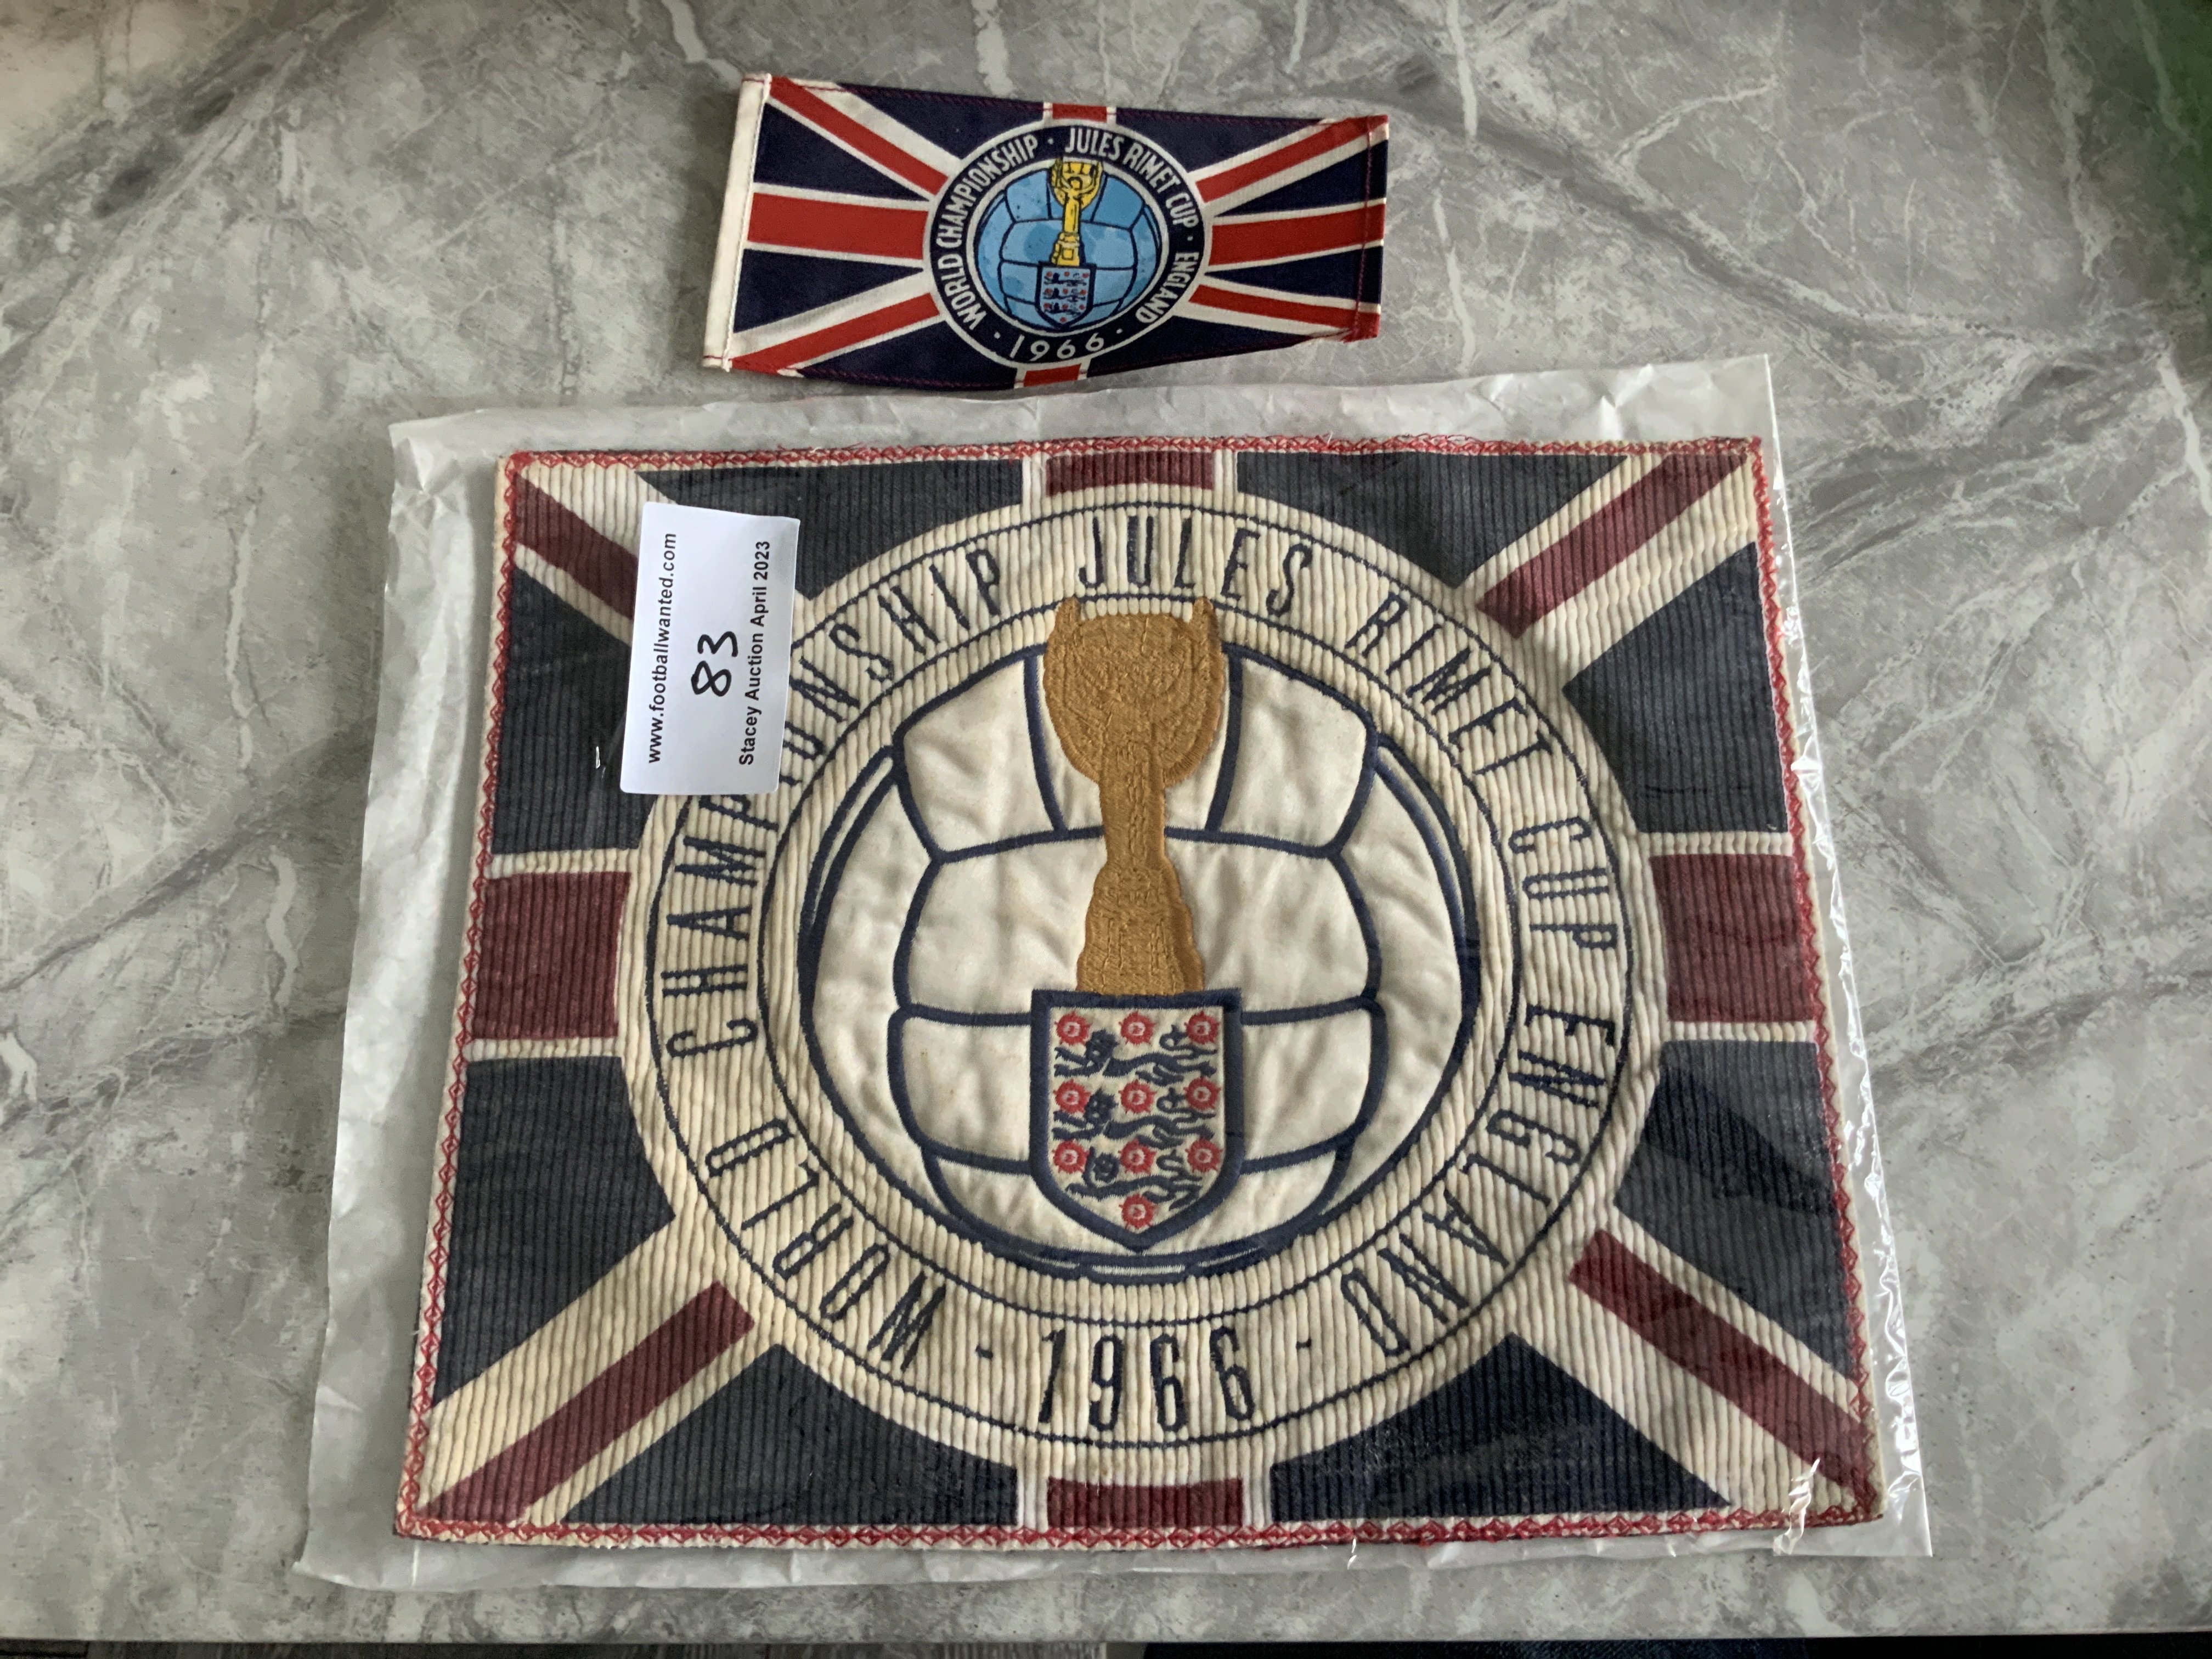 WORLD CHAMPIONSHIP · JULES RIMET CUP · ENGLAND
· 1966 ·
www.footballwanted.com
83
Stacey Auction April 2023
WORLD CHAMPIONSHIP JULES RIMET CUP ENGLAND
- 1966 -